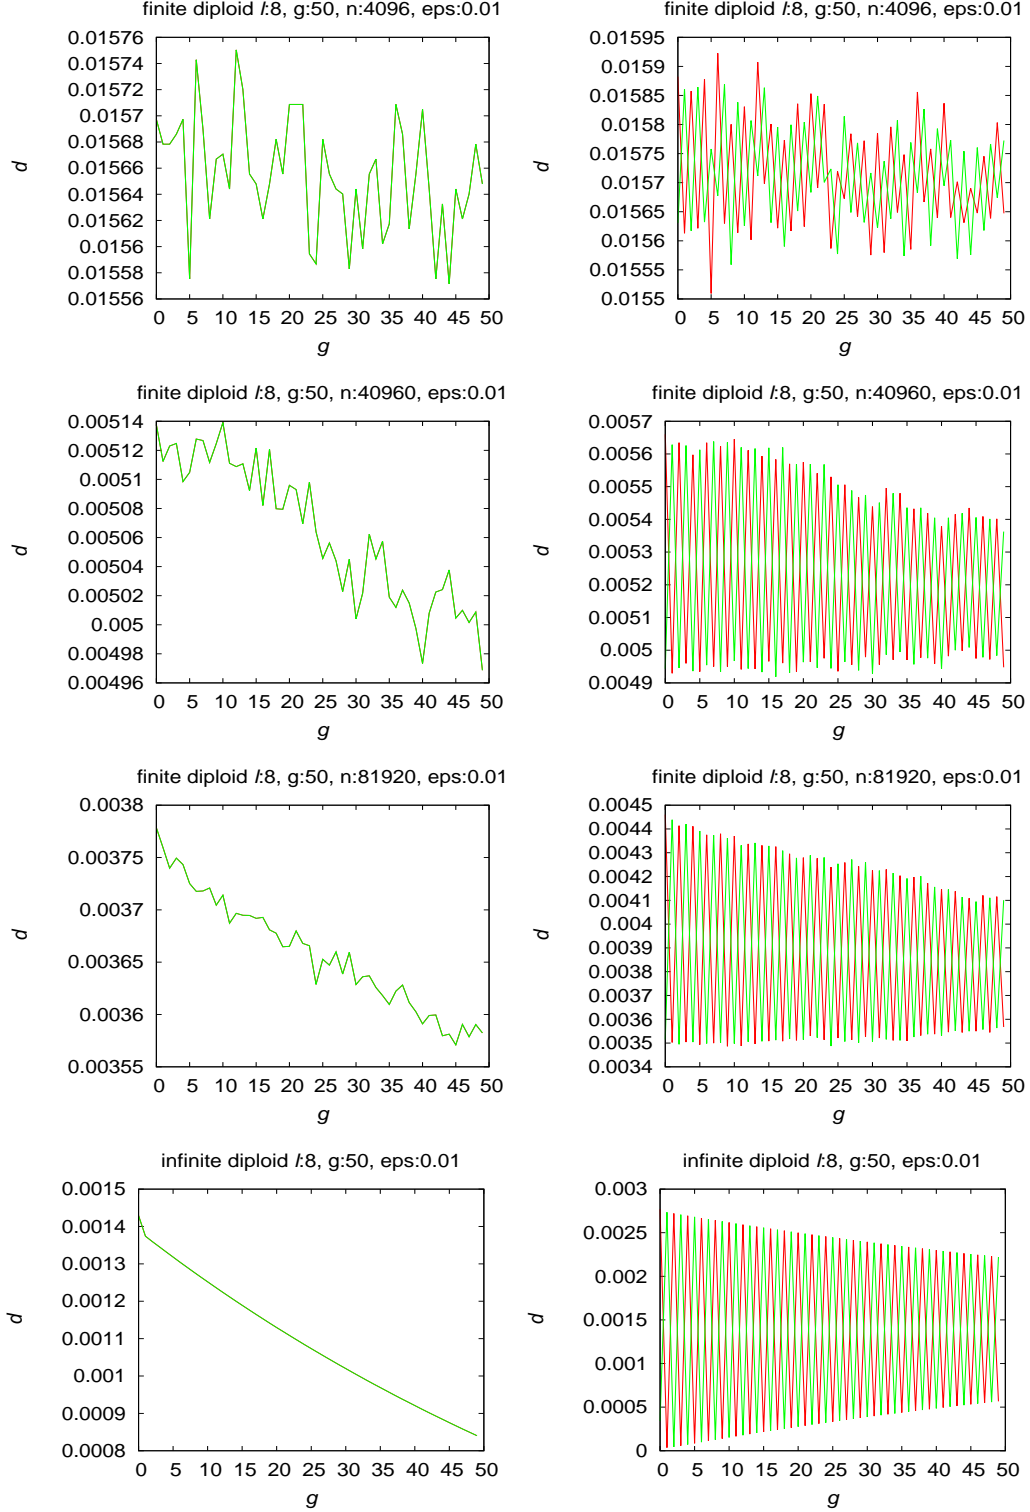 finite diploid l:8, g:50, n:4096, eps:0.01
0.01576
0.01574
0.01572
0.0157
0.01568
0.01566
0.01564
0.01562
0.0156
0.01558
0.01556
d
0 5 10 15 20 25 30 35 40 45 50
g
finite diploid l:8, g:50, n:4096, eps:0.01
0.01595
0.0159
0.01585
0.0158
0.01575
0.0157
0.01565
0.0156
0.01555
0.0155
d
0 5 10 15 20 25 30 35 40 45 50
g
finite diploid l:8, g:50, n:40960, eps:0.01
0.00514
0.00512
0.0051
0.00508
0.00506
0.00504
0.00502
0.005
0.00498
0.00496
d
0 5 10 15 20 25 30 35 40 45 50
g
finite diploid l:8, g:50, n:40960, eps:0.01
0.0057
0.0056
0.0055
0.0054
0.0053
0.0052
0.0051
0.005
0.0049
d
0 5 10 15 20 25 30 35 40 45 50
g
finite diploid l:8, g:50, n:81920, eps:0.01
0.0038
0.00375
0.0037
0.00365
0.0036
0.00355
d
0 5 10 15 20 25 30 35 40 45 50
g
finite diploid l:8, g:50, n:81920, eps:0.01
0.0045
0.0044
0.0043
0.0042
0.0041
0.004
0.0039
0.0038
0.0037
0.0036
0.0035
0.0034
d
0 5 10 15 20 25 30 35 40 45 50
g
infinite diploid l:8, g:50, eps:0.01
0.0015
0.0014
0.0013
0.0012
0.0011
0.001
0.0009
0.0008
d
0 5 10 15 20 25 30 35 40 45 50
g
infinite diploid l:8, g:50, eps:0.01
0.003
0.0025
0.002
0.0015
0.001
0.0005
0
d
0 5 10 15 20 25 30 35 40 45 50
g